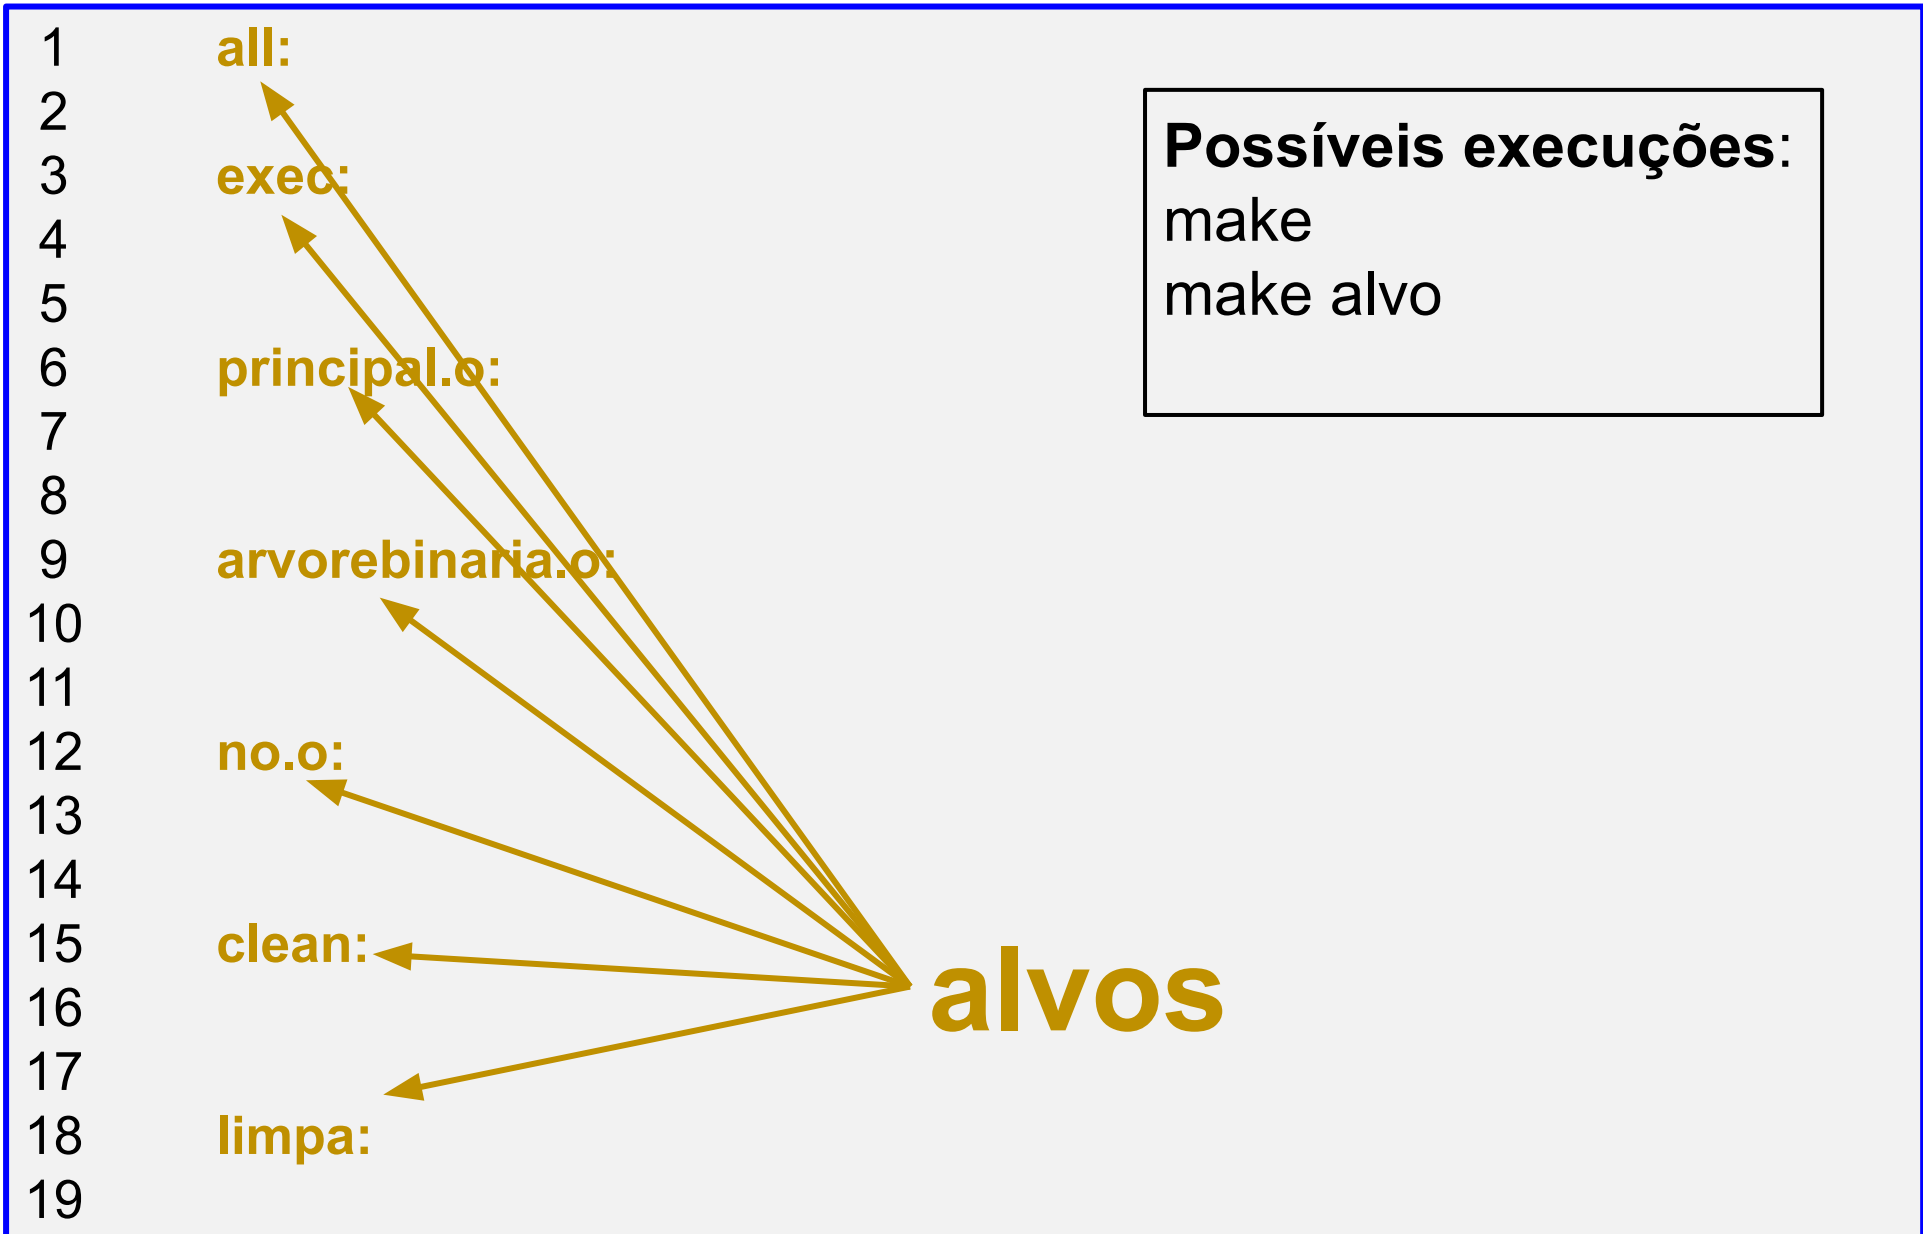 1 all:
2
3 exec:
4
5
6 principal.o:
7
8
9 arvorebinaria.o:
10
11
12 no.o:
13
14
15 clean:
16
17
18 limpa:
19
Possíveis execuções:
make
make alvo
alvos